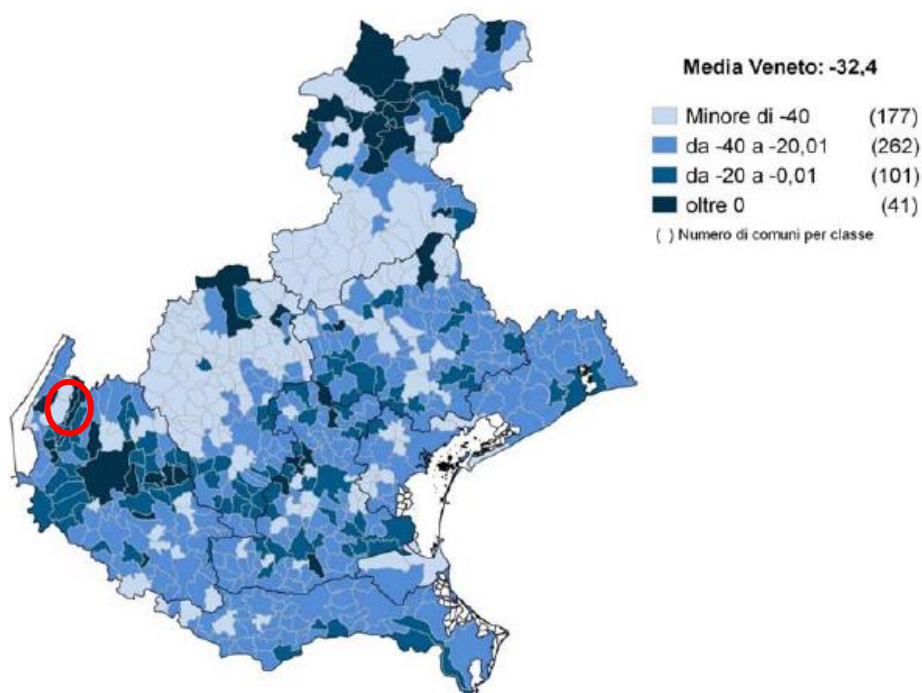 Media Veneto: -32,4
Minore di -40 (177)
da -40 a -20,01 (262)
da -20 a -0,01 (101)
oltre 0 (41)
( ) Numero di comuni per classe